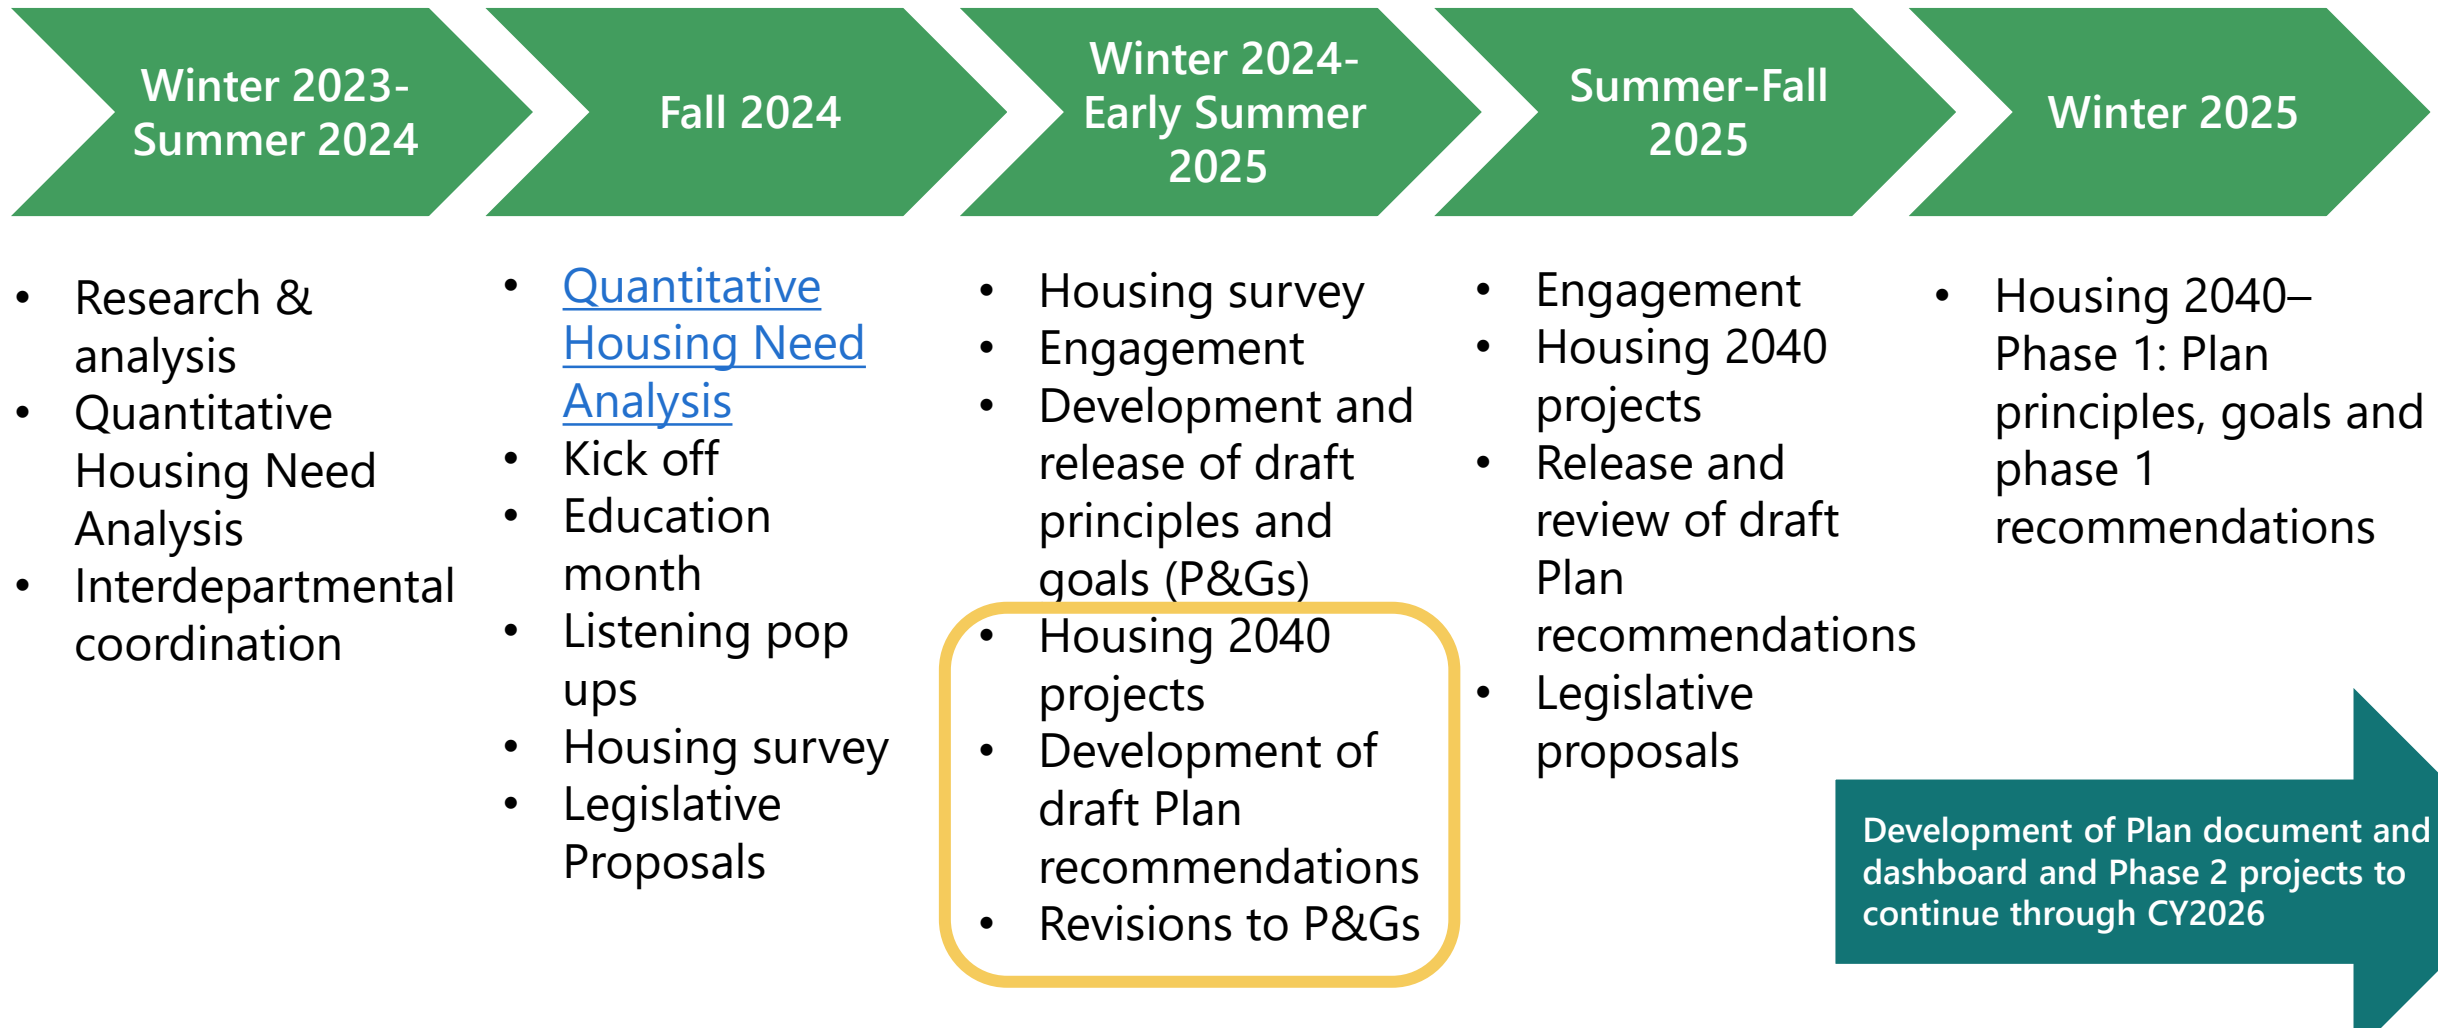 Winter 2023-
Summer 2024
Fall 2024
Winter 2024-
Early Summer
2025
Summer-Fall
2025
Winter 2025
• Research &
analysis
• Quantitative
Housing Need
Analysis
• Interdepartmental
coordination
• Quantitative
Housing Need
Analysis
• Kick off
• Education
month
• Listening pop
ups
• Housing survey
• Legislative
Proposals
• Housing survey
• Engagement
• Development and
release of draft
principles and
goals (P&Gs)
• Housing 2040
projects
• Development of
draft Plan
recommendations
• Revisions to P&Gs
• Engagement
• Housing 2040
projects
• Release and
review of draft
Plan
recommendations
• Legislative
proposals
• Housing 2040–
Phase 1: Plan
principles, goals and
phase 1
recommendations
Development of Plan document and
dashboard and Phase 2 projects to
continue through CY2026